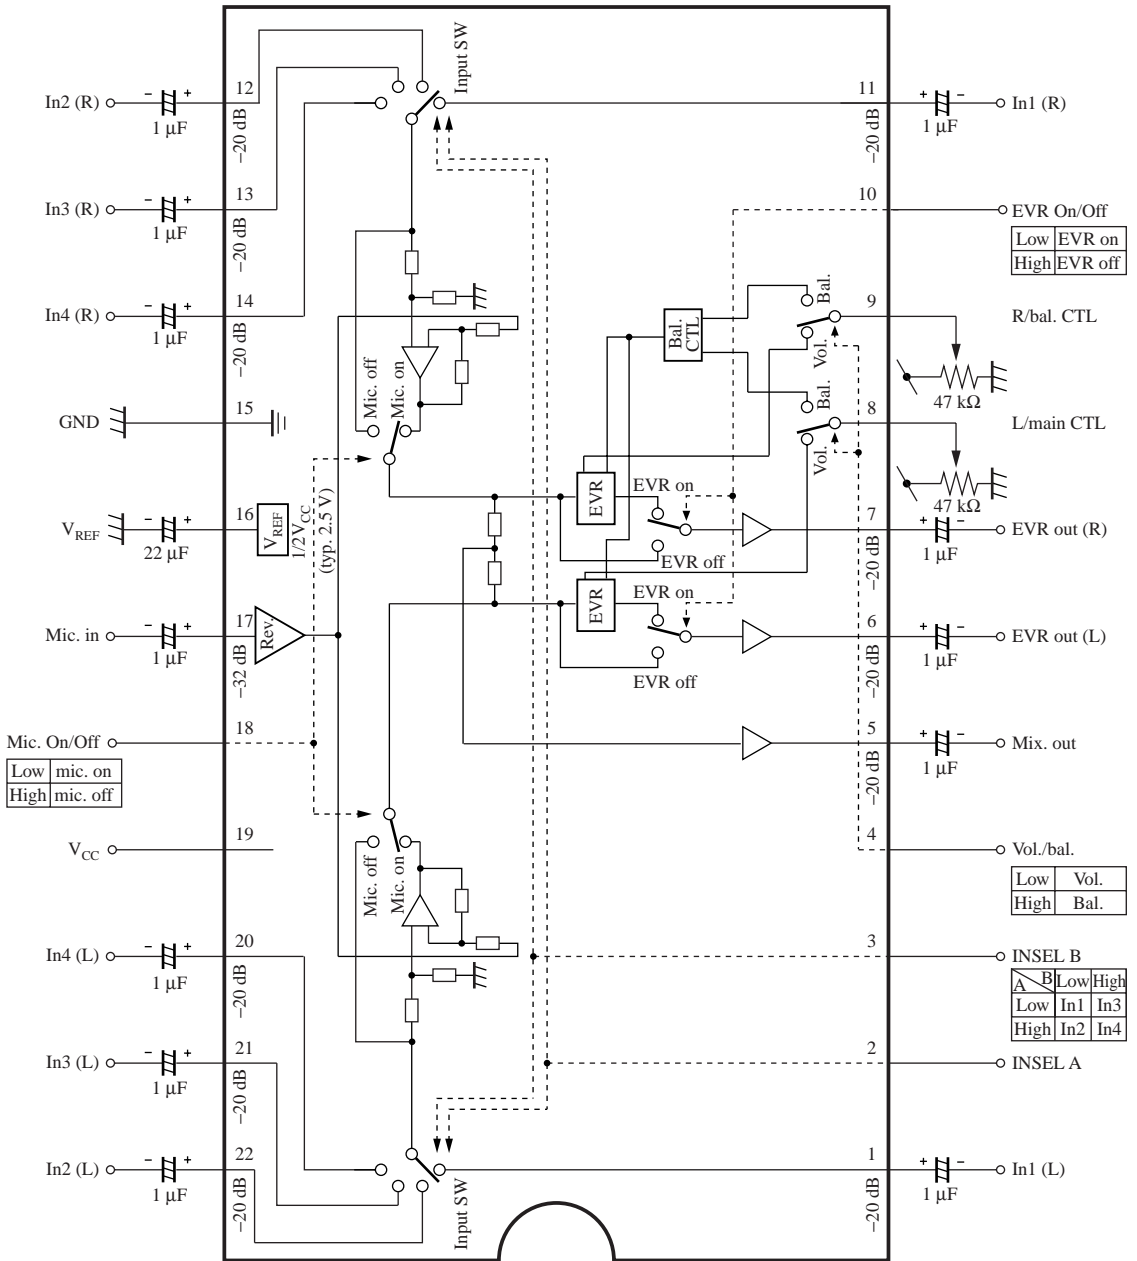 Input SW
In2 (R)
- +
1 µF
12
–20 dB
11
–20 dB
+ -
1 µF
In1 (R)
In3 (R)
- +
1 µF
13
–20 dB
10
EVR On/Off
Low EVR on
High EVR off
In4 (R)
- +
1 µF
14
–20 dB
Bal.
CTL
Bal.
Vol.
9
R/bal. CTL
47 kΩ
Mic. off
Mic. on
GND
15
Bal.
Vol.
8
L/main CTL
47 kΩ
VREF
- +
22 µF
16
VREF
1/2VCC
(typ. 2.5 V)
EVR
EVR on
EVR off
7
–20 dB
+ -
1 µF
EVR out (R)
Mic. in
- +
1 µF
17
–32 dB
Rev.
EVR
EVR on
EVR off
6
–20 dB
+ -
1 µF
EVR out (L)
Mic. On/Off
18
Low mic. on
High mic. off
5
–20 dB
+ -
1 µF
Mix. out
VCC
19
Mic. off
Mic. on
4
Vol./bal.
Low Vol.
High Bal.
In4 (L)
- +
1 µF
20
–20 dB
3
INSEL B
A B Low High
Low In1 In3
High In2 In4
In3 (L)
- +
1 µF
21
–20 dB
2
INSEL A
In2 (L)
- +
1 µF
22
–20 dB
Input SW
1
–20 dB
+ -
1 µF
In1 (L)